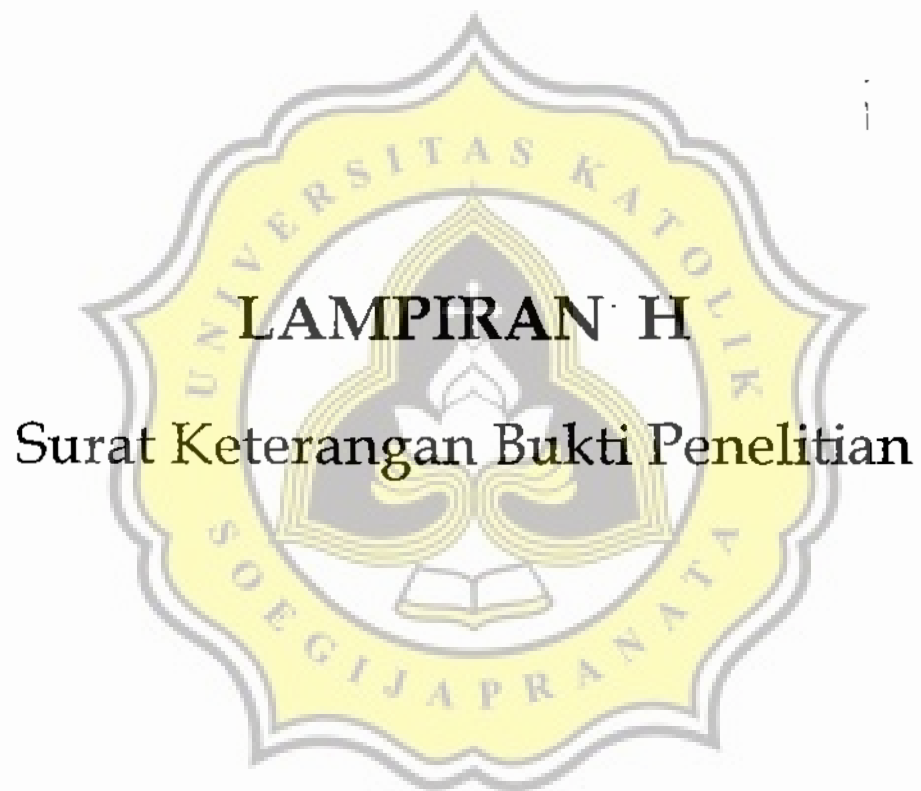 UNIVERSITAS KATOLIK
LAMPIRAN H
Surat Keterangan Bukti Penelitian
SOEGIJAPRANATA